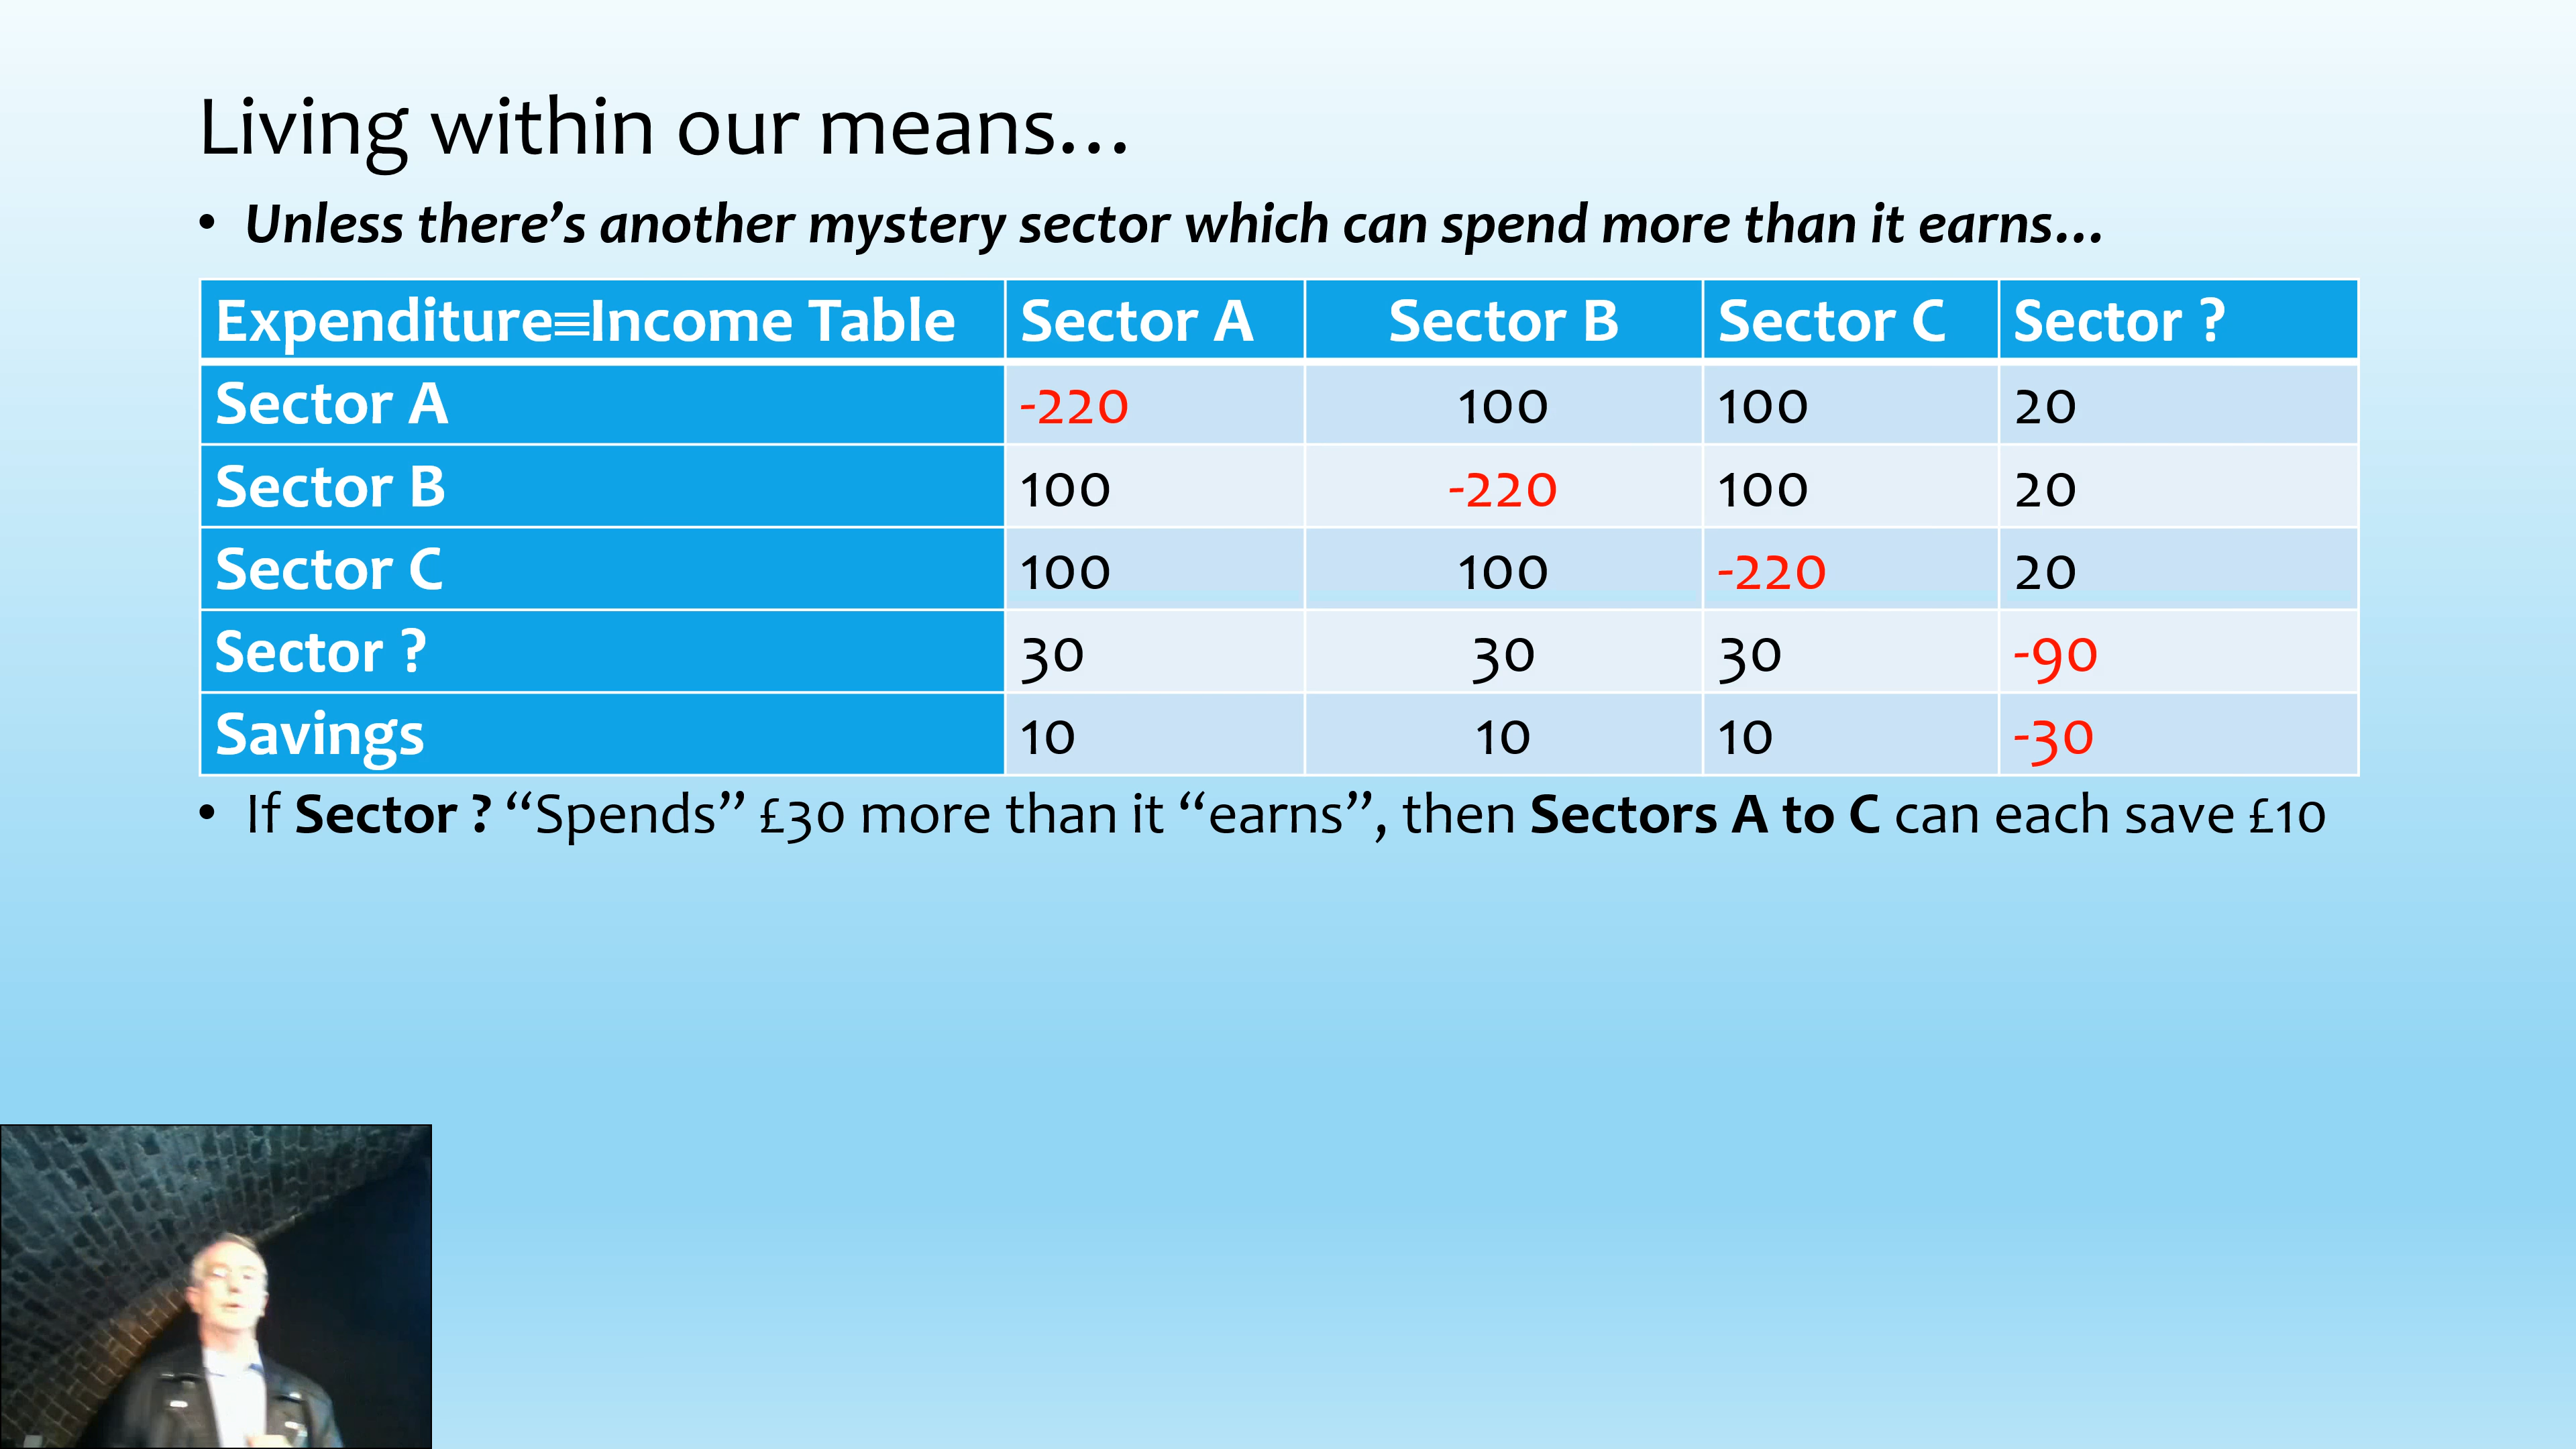 Living within our means…
• Unless there’s another mystery sector which can spend more than it earns…
Expenditure≡Income Table Sector A Sector B Sector C Sector ?
Sector A -220 100 100 20
Sector B 100 -220 100 20
Sector C 100 100 -220 20
Sector ? 30 30 30 -90
Savings 10 10 10 -30
• If Sector ? “Spends” £30 more than it “earns”, then Sectors A to C can each save £10